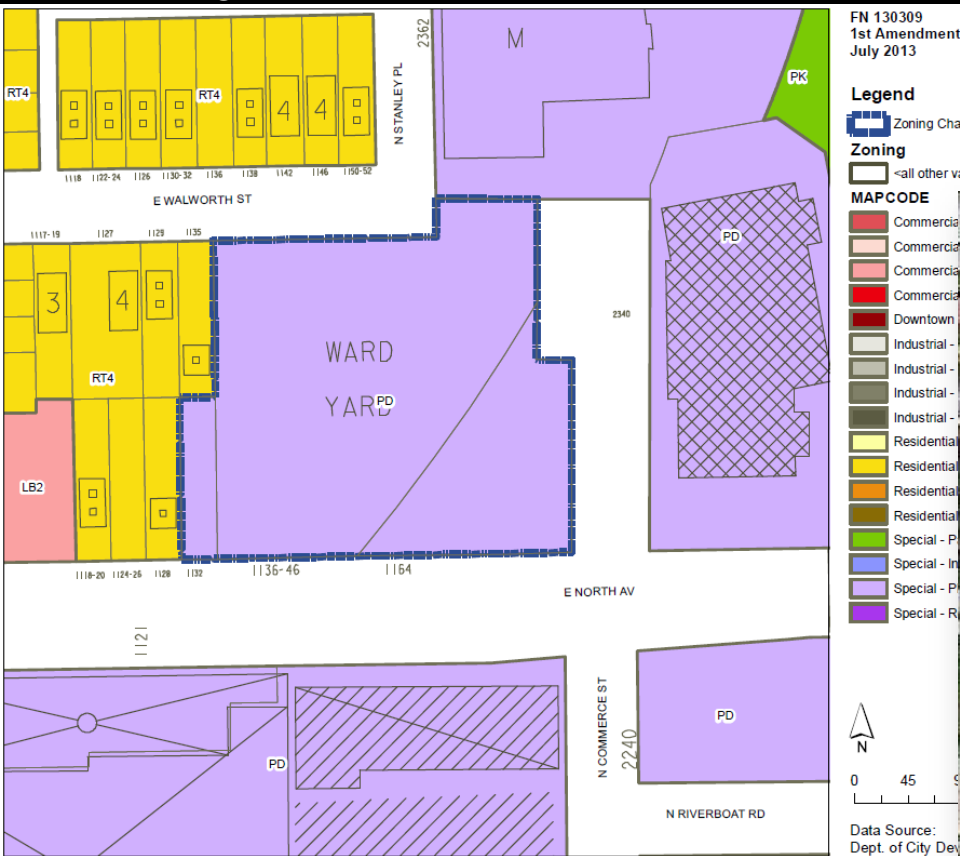 FN 130309
1st Amendment
July 2013
Legend
Zoning Cha
Zoning
<all other va
MAPCODE
Commercia
Commercia
Commercia
Commercia
Downtown
Industrial -
Industrial -
Industrial -
Industrial -
Residential
Residential
Residential
Residential
Special - P
Special - In
Special - P
Special - R
N
0 45 9
Data Source:
Dept. of City Dev
2362
M
PK
N STANLEY PL
RT4
RT4
4
4
1118 1122-24 1126 1130-32 1136 1138 1142 1146 1150-52
E WALWORTH ST
1117-19 1127 1129 1135
PD
3
4
2340
WARD
YARD
PD
RT4
LB2
1118-20 1124-26 1128 1132 1136-46 1164
E NORTH AV
1121
N COMMERCE ST
2240
PD
PD
N RIVERBOAT RD